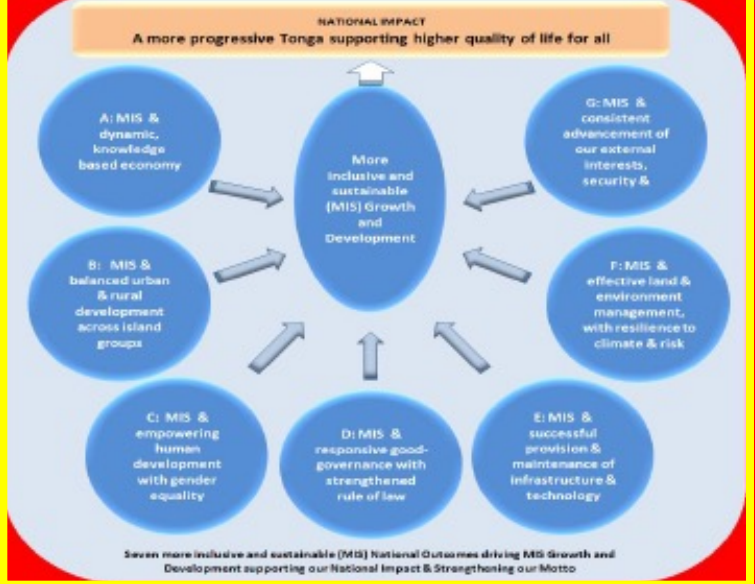 NATIONAL IMPACT
A more progressive Tonga supporting higher quality of life for all
A: MIS &
dynamic,
knowledge
based economy
More
inclusive and
sustainable
(MIS) Growth
and
Development
G: MIS &
consistent
advancement of
our external
interests,
security &
B: MIS &
balanced urban
& rural
development
across island
groups
F: MIS &
effective land &
environment
management,
with resilience to
climate & risk
C: MIS &
empowering
human
development
with gender
equality
D: MIS &
responsive good-
governance with
strengthened
rule of law
E: MIS &
successful
provision &
maintenance of
infrastructure &
technology
Seven more inclusive and sustainable (MIS) National Outcomes driving MIS Growth and
Development supporting our National Impact & Strengthening our Motto